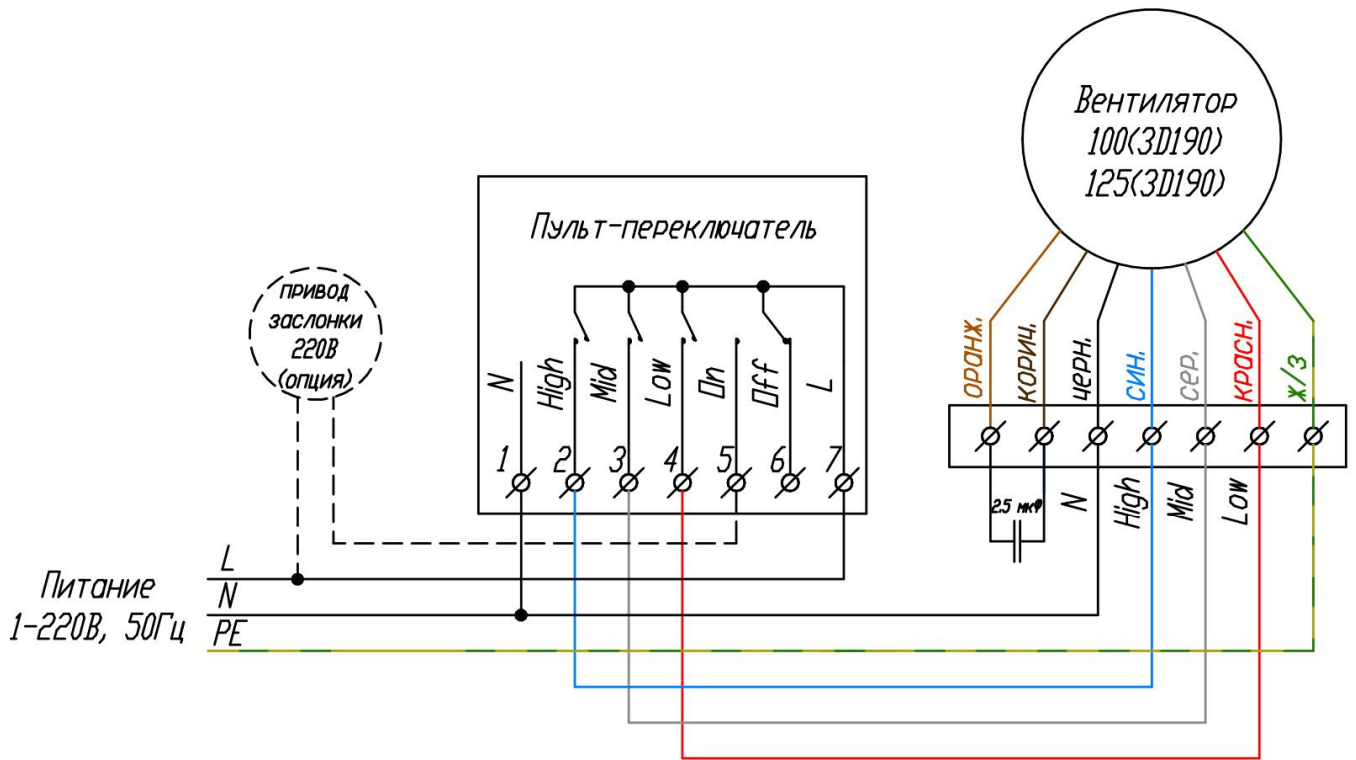 Вентилятор
100(3D190)
125(3D190)
Пульт-переключатель
ПРИВОД
ЗАСЛОНКИ
220В
(ОПЦИЯ)
N
High
Mid
Low
On
Off
L
1
2
3
4
5
6
7
оранж.
корич.
черн.
син.
сер.
красн.
ж/з
2.5 мкФ
N
High
Mid
Low
Питание
1~220В, 50Гц
L
N
PE